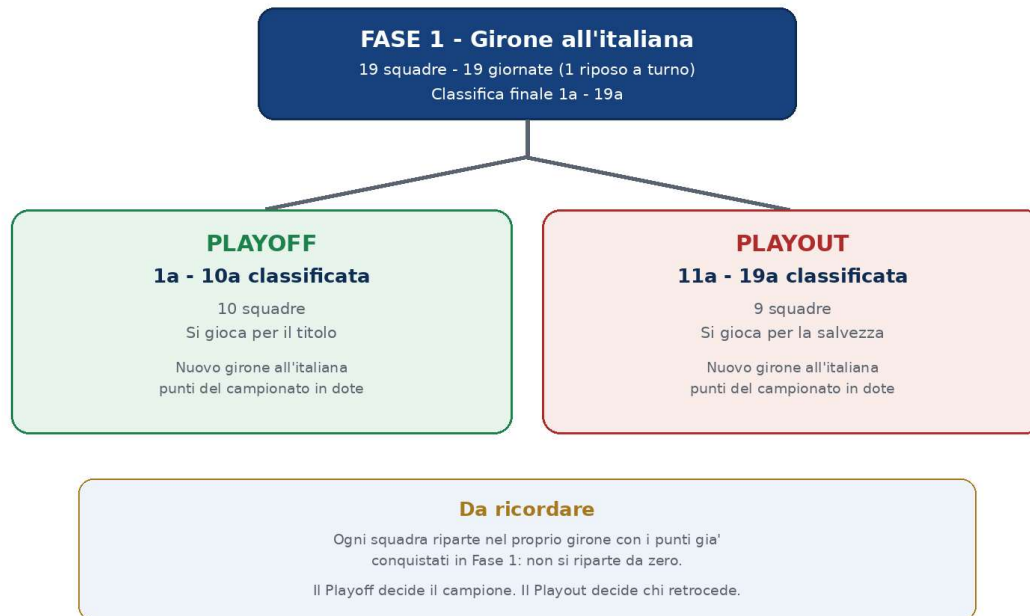 FASE 1 - Girone all'italiana
19 squadre - 19 giornate (1 riposo a turno)
Classifica finale 1a - 19a
PLAYOFF
1a - 10a classificata
10 squadre
Si gioca per il titolo
Nuovo girone all'italiana
punti del campionato in dote
PLAYOUT
11a - 19a classificata
9 squadre
Si gioca per la salvezza
Nuovo girone all'italiana
punti del campionato in dote
Da ricordare
Ogni squadra riparte nel proprio girone con i punti gia'
conquistati in Fase 1: non si riparte da zero.
Il Playoff decide il campione. Il Playout decide chi retrocede.